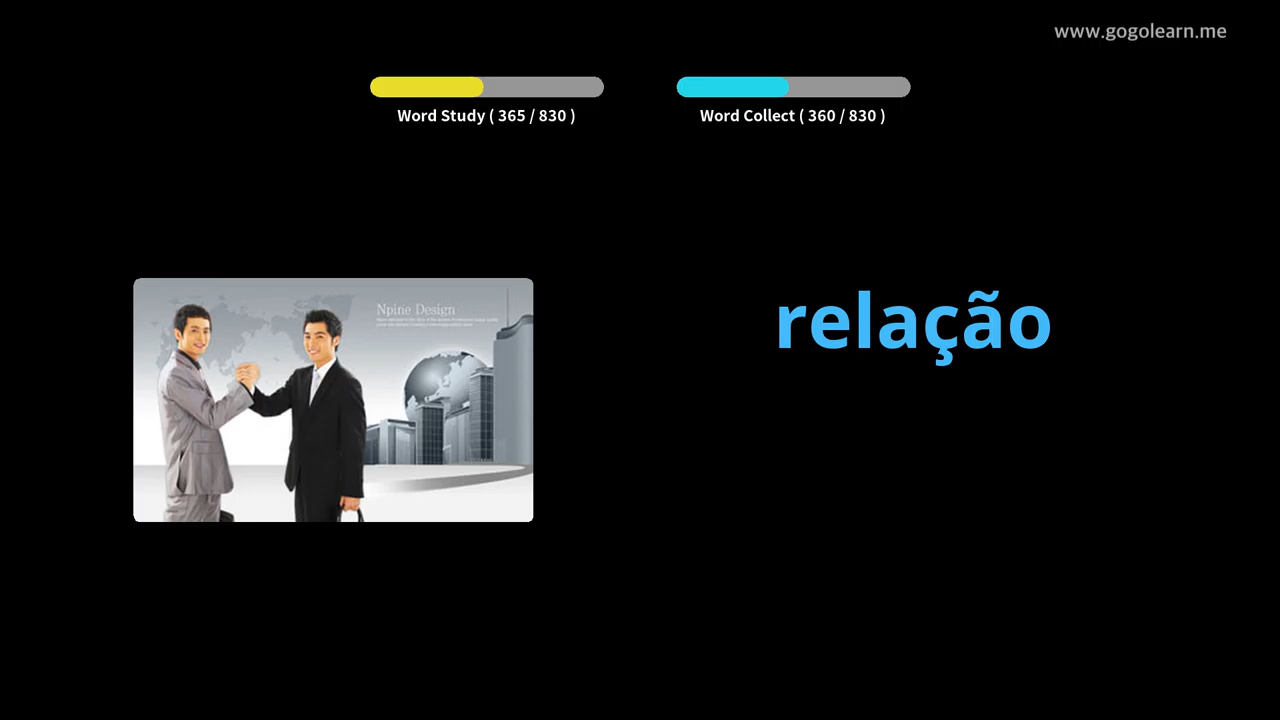 www.gogolearn.me
Word Study ( 365 / 830 )
Word Collect ( 360 / 830 )
Npine Design
relação